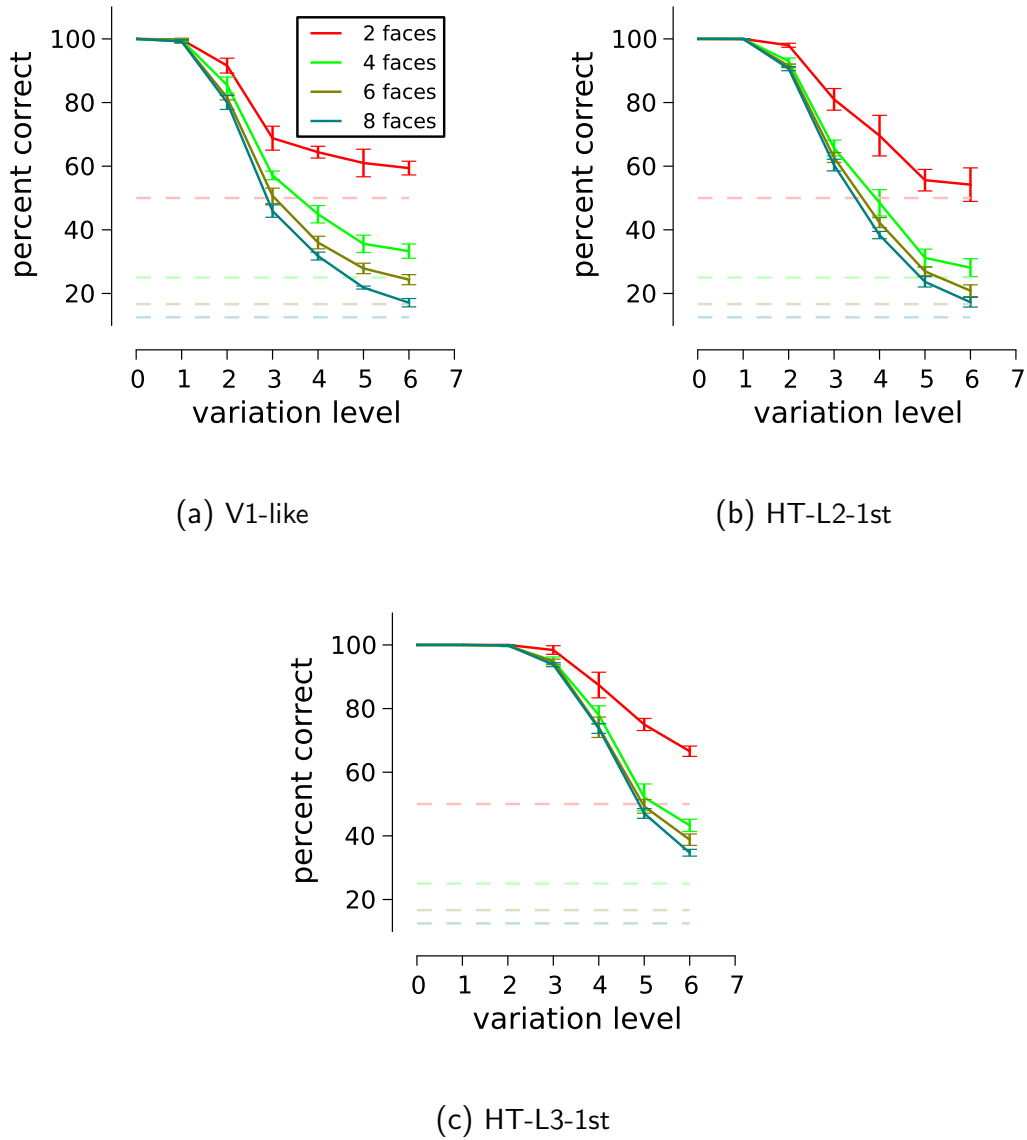 100
80
60
40
20
percent correct
2 faces
4 faces
6 faces
8 faces
0 1 2 3 4 5 6 7
variation level
(a) V1-like
100
80
60
40
20
percent correct
0 1 2 3 4 5 6 7
variation level
(b) HT-L2-1st
100
80
60
40
20
percent correct
0 1 2 3 4 5 6 7
variation level
(c) HT-L3-1st